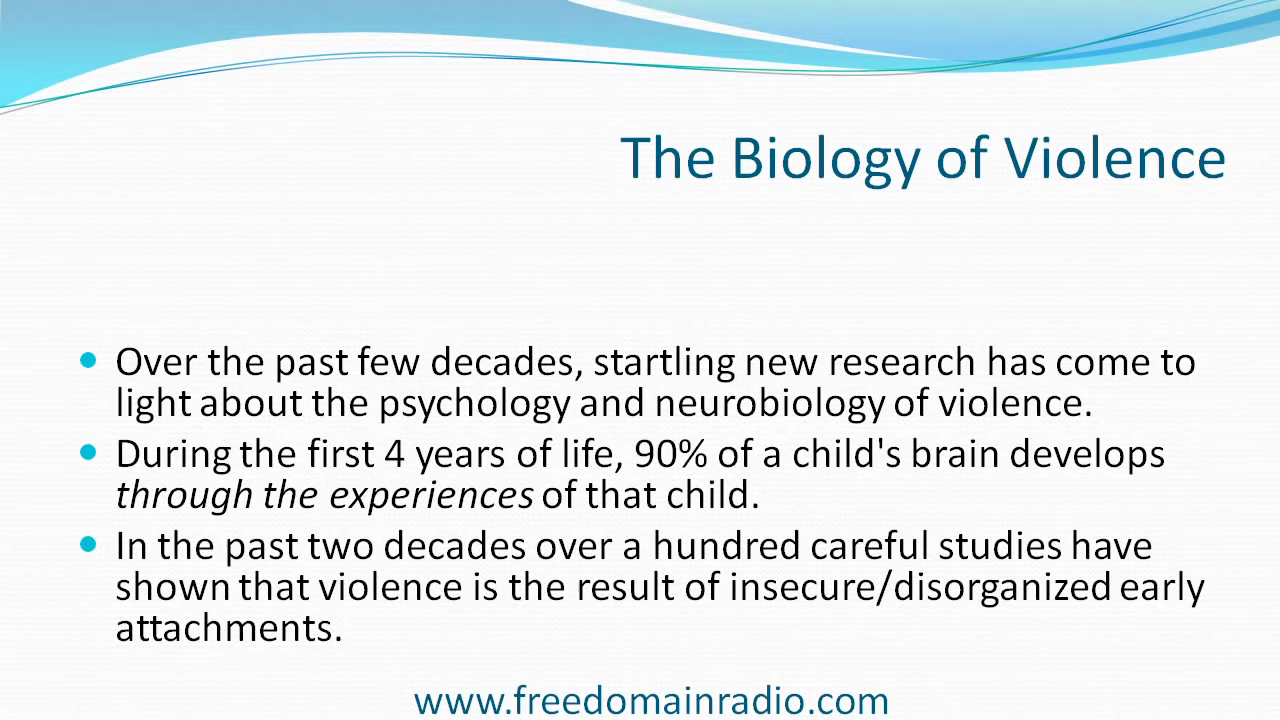 The Biology of Violence
• Over the past few decades, startling new research has come to
light about the psychology and neurobiology of violence.
• During the first 4 years of life, 90% of a child's brain develops
through the experiences of that child.
• In the past two decades over a hundred careful studies have
shown that violence is the result of insecure/disorganized early
attachments.
www.freedomainradio.com